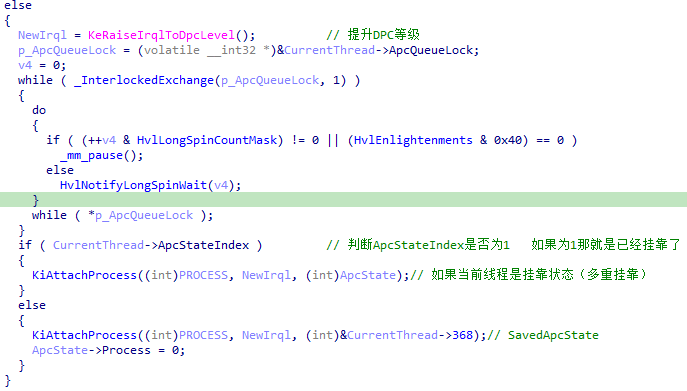 else
{
  NewIrql = KeRaiseIrqlToDpcLevel();          // 提升DPC等级
  p_ApcQueueLock = (volatile __int32 *)&CurrentThread->ApcQueueLock;
  v4 = 0;
  while ( _InterlockedExchange(p_ApcQueueLock, 1) )
  {
    do
    {
      if ( (++v4 & HvlLongSpinCountMask) != 0 || (HvlEnlightenments & 0x40) == 0 )
        _mm_pause();
      else
        HvlNotifyLongSpinWait(v4);
    }
    while ( *p_ApcQueueLock );
  }
  if ( CurrentThread->ApcStateIndex )         // 判断ApcStateIndex是否为1   如果为1那就是已经挂靠了
  {
    KiAttachProcess((int)PROCESS, NewIrql, (int)ApcState);// 如果当前线程是挂靠状态（多重挂靠）
  }
  else
  {
    KiAttachProcess((int)PROCESS, NewIrql, (int)&CurrentThread->368);// SavedApcState
    ApcState->Process = 0;
  }
}